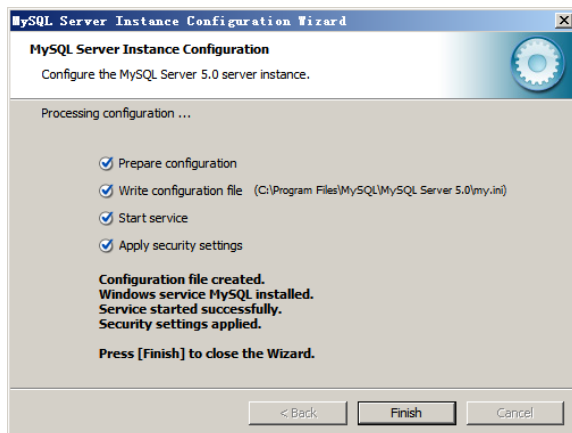 MySQL Server Instance Configuration Wizard
MySQL Server Instance Configuration
Configure the MySQL Server 5.0 server instance.
Processing configuration ...
Prepare configuration
Write configuration file (C:\Program Files\MySQL\MySQL Server 5.0\my.ini)
Start service
Apply security settings
Configuration file created.
Windows service MySQL installed.
Service started successfully.
Security settings applied.
Press [Finish] to close the Wizard.
< Back Finish Cancel